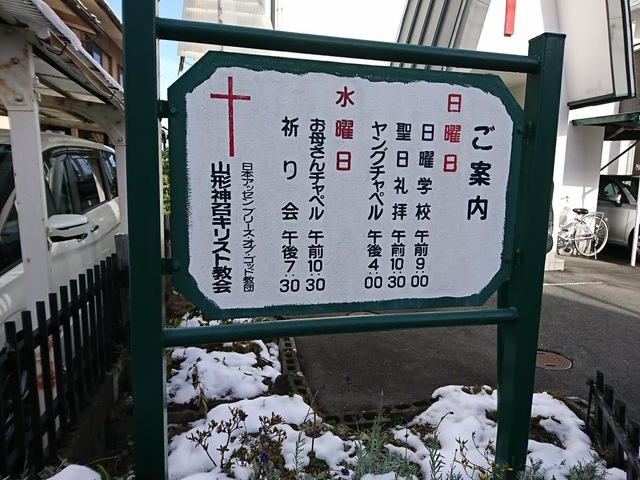 ご案内
日曜日
日曜学校 午前9:00
聖日礼拝 午前10:30
ヤングチャペル 午後4:00
水曜日
お母さんチャペル 午前10:30
祈り会 午後7:30
日本アッセンブリーズ・オブ・ゴッド教団
山形神召キリスト教会